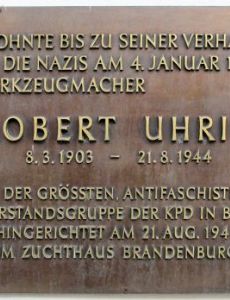 OHNTE BIS ZU SEINER VERHA
DIE NAZIS AM 4. JANUAR 1
RKZEUGMACHER
OBERT UHRI
8.3.1903 – 21.8.1944
DER GRÖSSTEN, ANTIFASCHIST
RSTANDSGRUPPE DER KPD IN B
HINGERICHTET AM 21. AUG. 194
M ZUCHTHAUS BRANDENBURG